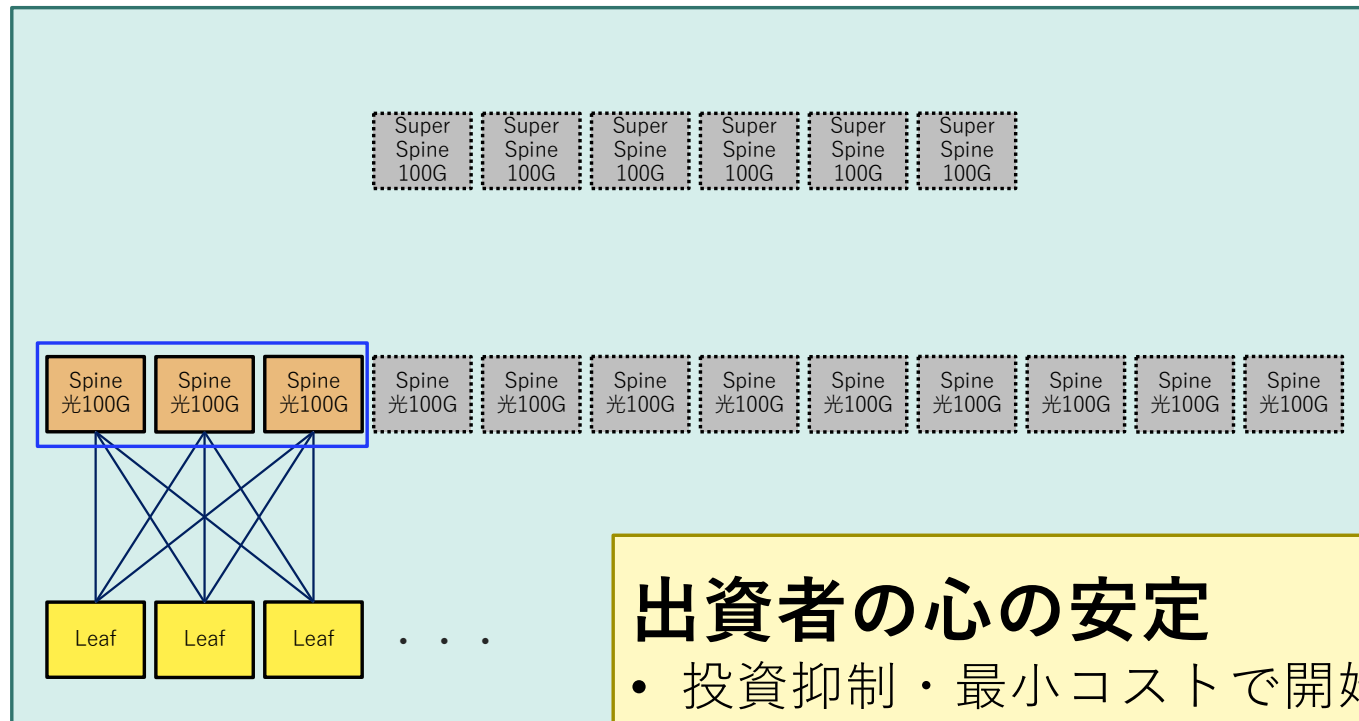 Super Super Super Super Super Super
Spine Spine Spine Spine Spine Spine
100G 100G 100G 100G 100G 100G
Spine Spine Spine Spine Spine Spine Spine Spine Spine Spine Spine Spine
光100G 光100G 光100G 光100G 光100G 光100G 光100G 光100G 光100G 光100G 光100G 光100G
Leaf Leaf Leaf ・・・
出資者の心の安定
• 投資抑制・最小コストで開始